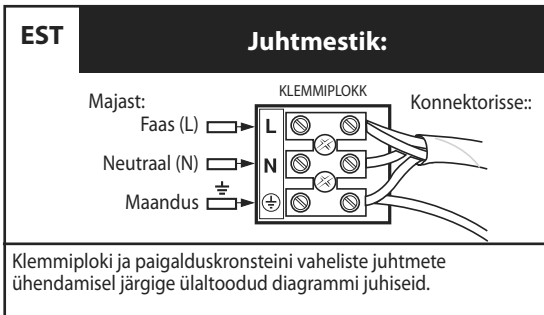 EST
Juhtmestik:
KLEMMIPLOKK
Majast:
Konnektorisse::
Faas (L)
L
Neutraal (N)
N
Maandus
Klemmiploki ja paigalduskronsteini vaheliste juhtmete
ühendamisel järgige ülaltoodud diagrammi juhiseid.